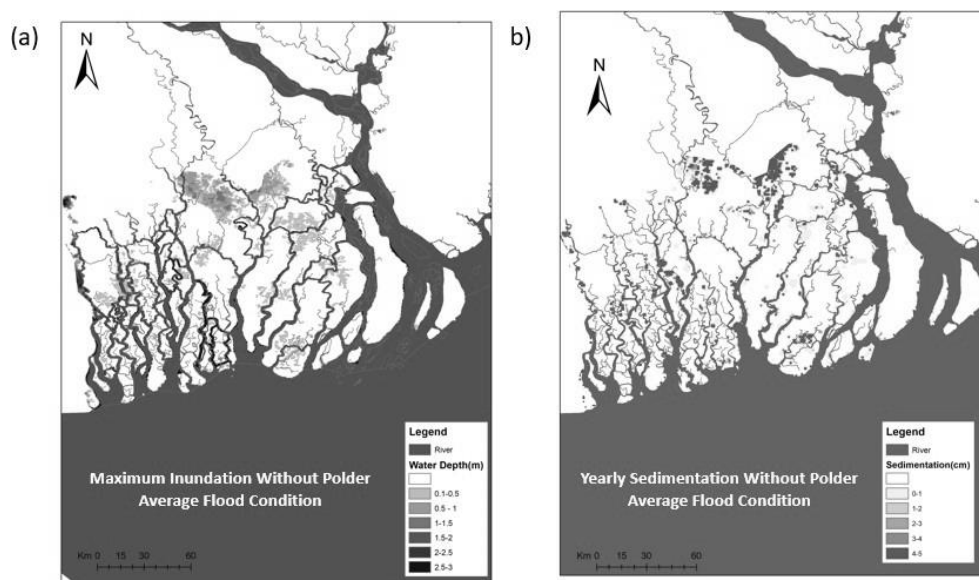 (a)
N
Legend
River
Water Depth(m)
0.1-0.5
0.5 - 1
1-1.5
1.5-2
2-2.5
2.5-3
Maximum Inundation Without Polder
Average Flood Condition
Km 0 15 30 60
b)
N
Legend
River
Sedimentation(cm)
0-1
1-2
2-3
3-4
4-5
Yearly Sedimentation Without Polder
Average Flood Condition
Km 0 15 30 60